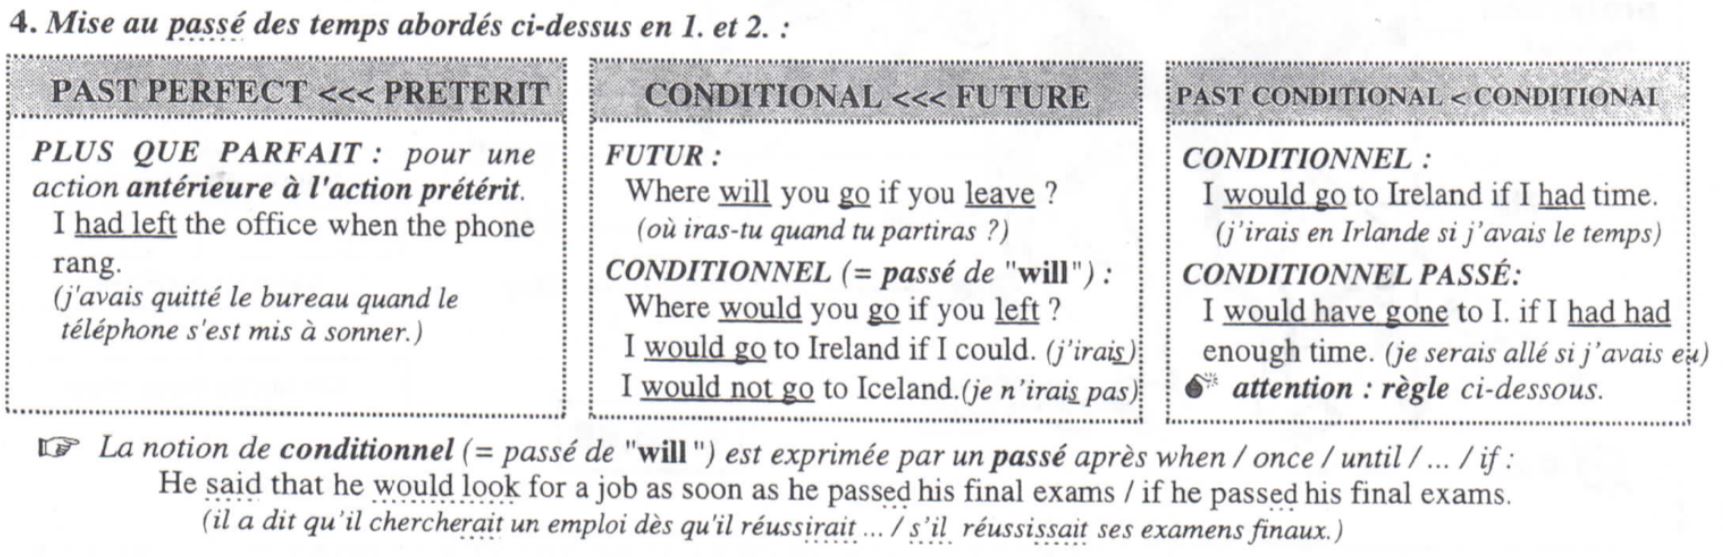 4. Mise au passé des temps abordés ci-dessus en 1. et 2. :
PAST PERFECT <<< PRETERIT
PLUS QUE PARFAIT : pour une
action antérieure à l'action prétérit.
I had left the office when the phone
rang.
(j'avais quitté le bureau quand le
téléphone s'est mis à sonner.)
CONDITIONAL <<< FUTURE
FUTUR :
Where will you go if you leave ?
(où iras-tu quand tu partiras ?)
CONDITIONNEL (= passé de "will") :
Where would you go if you left ?
I would go to Ireland if I could. (j'irais)
I would not go to Iceland.(je n'irais pas)
PAST CONDITIONAL < CONDITIONAL
CONDITIONNEL :
I would go to Ireland if I had time.
(j'irais en Irlande si j'avais le temps)
CONDITIONNEL PASSÉ:
I would have gone to I. if I had had
enough time. (je serais allé si j'avais eu)
attention : règle ci-dessous.
La notion de conditionnel (= passé de "will ") est exprimée par un passé après when / once / until / ... / if :
He said that he would look for a job as soon as he passed his final exams / if he passed his final exams.
(il a dit qu'il chercherait un emploi dès qu'il réussirait ... / s'il réussissait ses examens finaux.)